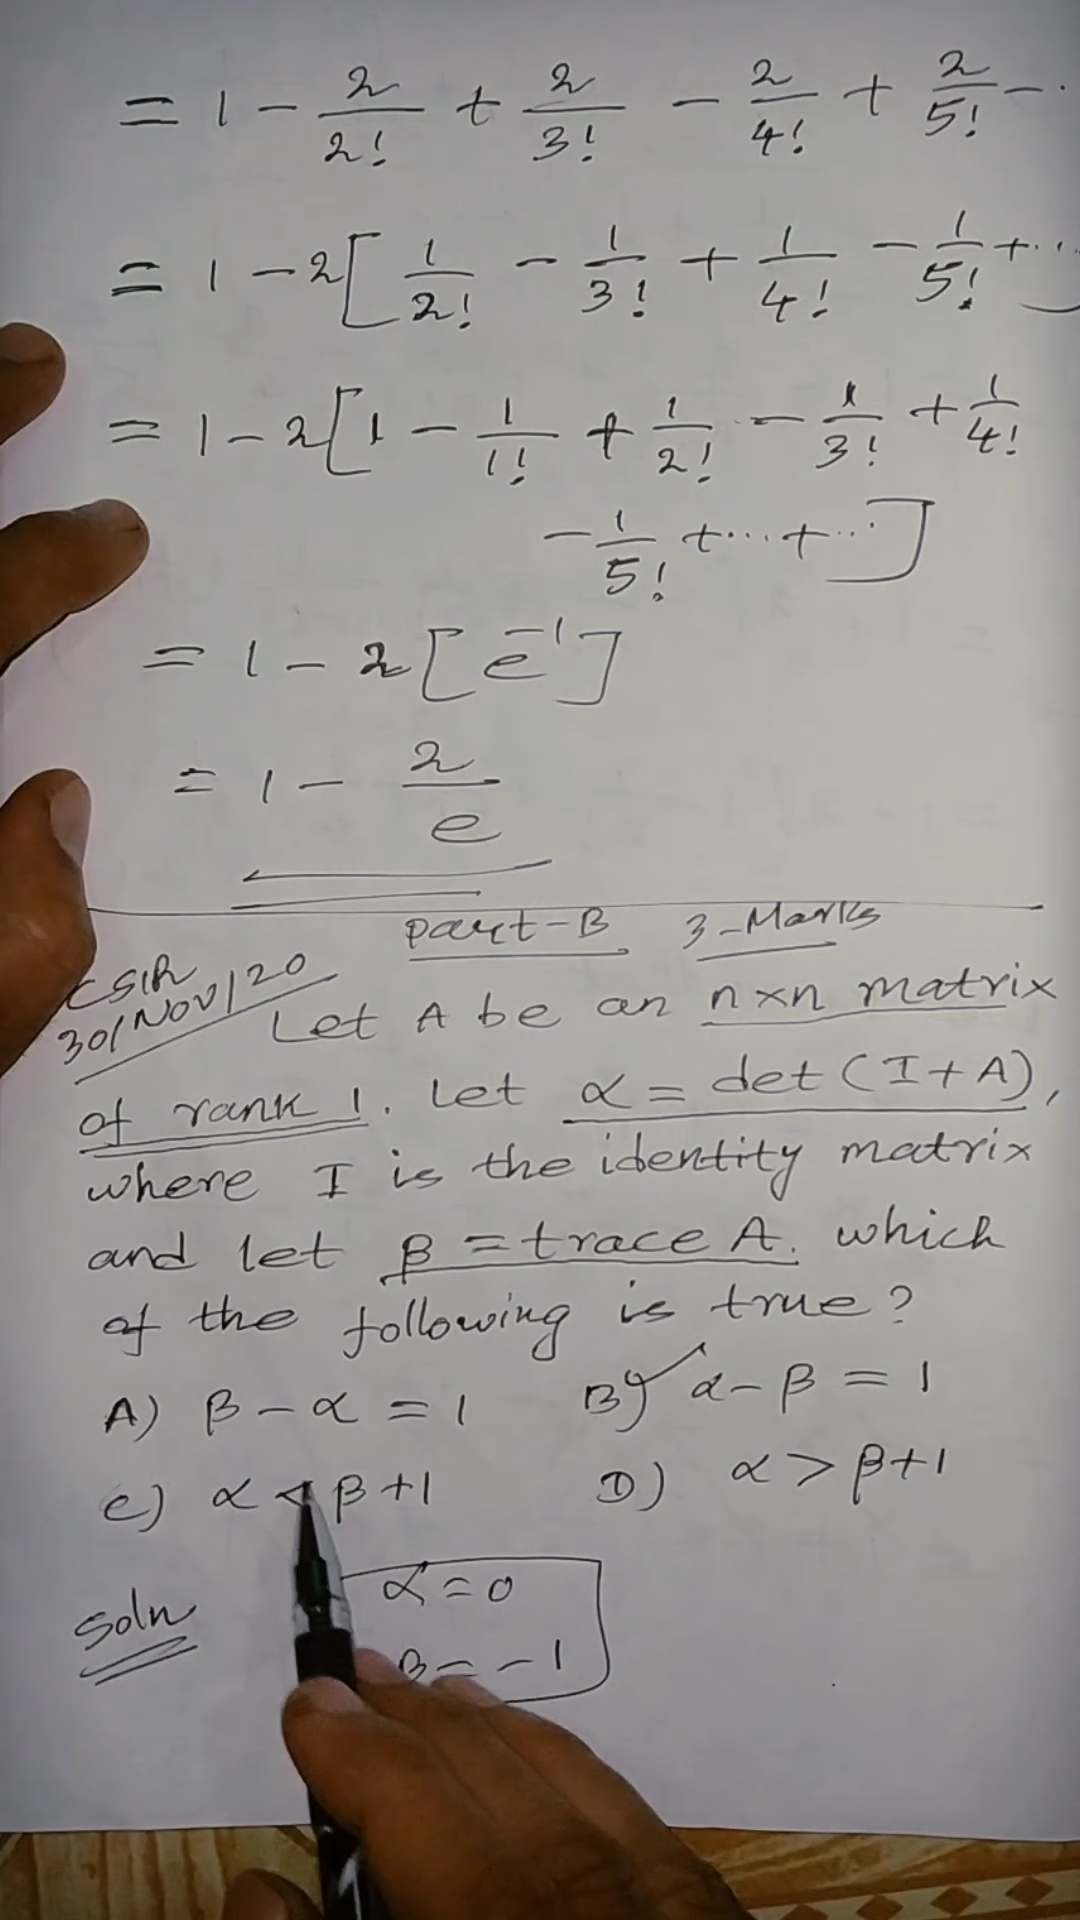 = 1 - 2/2! + 2/3! - 2/4! + 2/5! - ..
= 1 - 2[1/2! - 1/3! + 1/4! - 1/5! + ...]
= 1 - 2[1 - 1/1! + 1/2! - 1/3! + 1/4!
- 1/5! + ... + ...]
= 1 - 2[e^-1]
= 1 - 2/e
Part-B 3-Marks
CSIR
30/Nov/20
Let A be an n×n matrix
of rank 1. Let α = det(I+A),
where I is the identity matrix
and let β = trace A. which
of the following is true?
A) β - α = 1 B) ✓ α - β = 1
C) α < β+1 D) α > β+1
Soln α = 0
β = -1